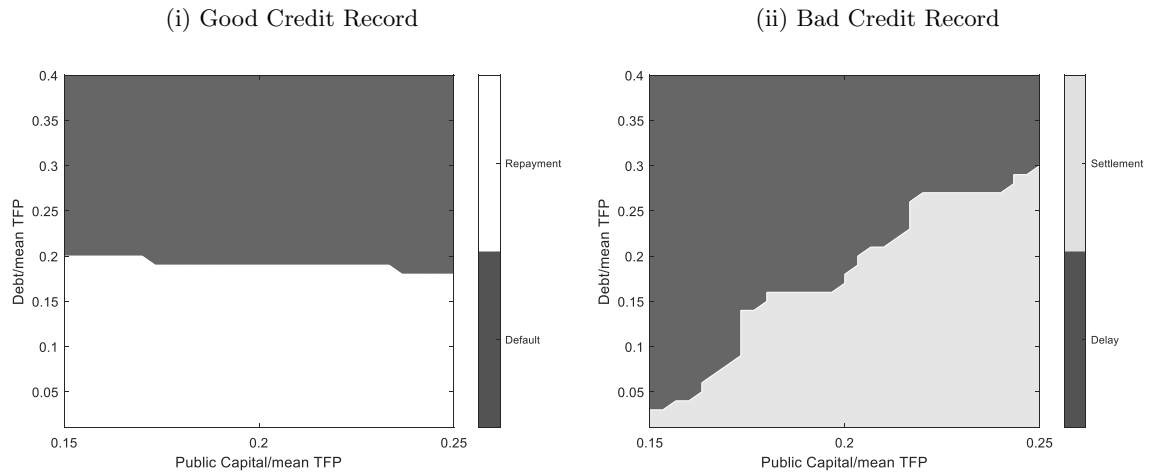 (i) Good Credit Record
0.4
0.35
0.3
0.25
0.2
0.15
0.1
0.05
Debt/mean TFP
0.15
0.2
0.25
Public Capital/mean TFP
Repayment
Default
(ii) Bad Credit Record
0.4
0.35
0.3
0.25
0.2
0.15
0.1
0.05
Debt/mean TFP
0.15
0.2
0.25
Public Capital/mean TFP
Settlement
Delay